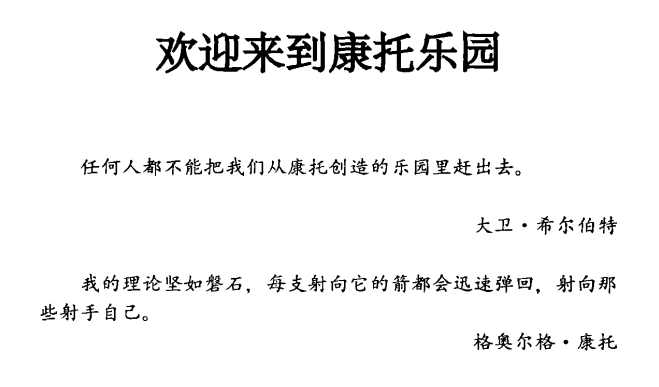 欢迎来到康托乐园
任何人都不能把我们从康托创造的乐园里赶出去。
大卫·希尔伯特
我的理论坚如磐石，每支射向它的箭都会迅速弹回，射向那
些射手自己。
格奥尔格·康托